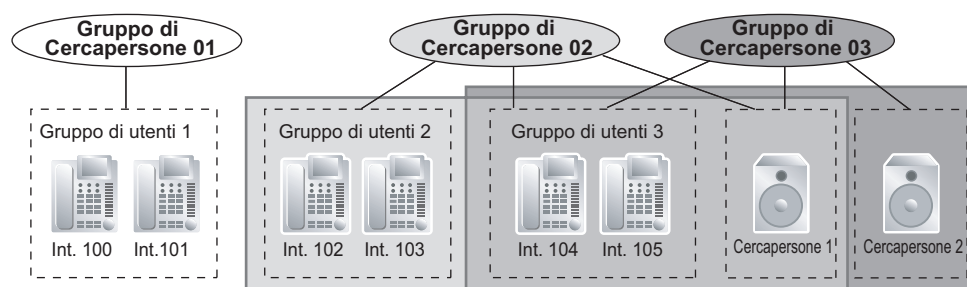 Gruppo di
Cercapersone 01
Gruppo di
Cercapersone 02
Gruppo di
Cercapersone 03
Gruppo di utenti 1
Gruppo di utenti 2
Gruppo di utenti 3
Int. 100
Int.101
Int. 102
Int. 103
Int. 104
Int. 105
Cercapersone 1
Cercapersone 2